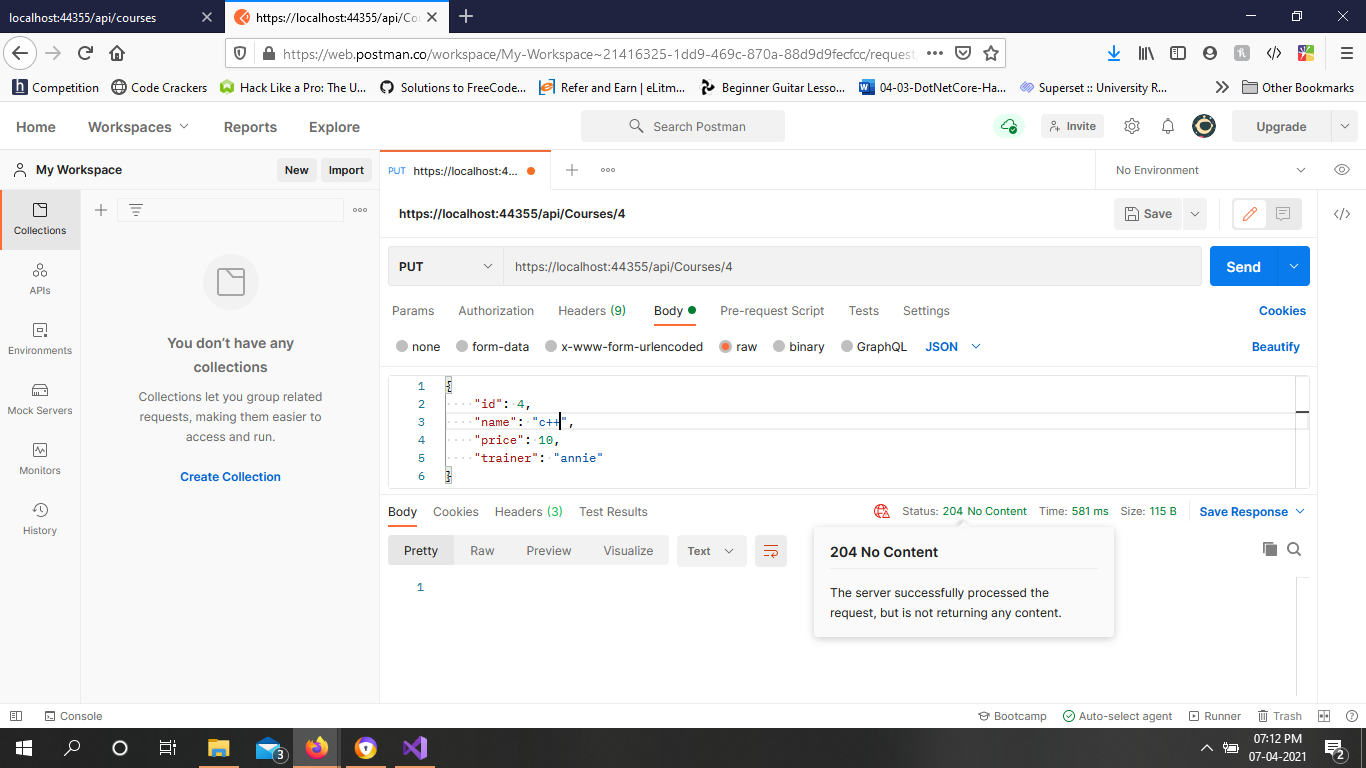 localhost:44355/api/courses
https://localhost:44355/api/Co
https://web.postman.co/workspace/My-Workspace~21416325-1dd9-469c-870a-88d9d9fecfcc/request
Competition Code Crackers Hack Like a Pro: The U... Solutions to FreeCode... Refer and Earn | eLitm... Beginner Guitar Lesso... 04-03-DotNetCore-Ha... Superset :: University R... Other Bookmarks
Home Workspaces Reports Explore Search Postman Invite Upgrade
My Workspace New Import PUT https://localhost:4... No Environment
Collections
APIs
Environments
Mock Servers
Monitors
History
You don't have any
collections
Collections let you group related
requests, making them easier to
access and run.
Create Collection
https://localhost:44355/api/Courses/4 Save
PUT https://localhost:44355/api/Courses/4 Send
Params Authorization Headers (9) Body Pre-request Script Tests Settings Cookies
none form-data x-www-form-urlencoded raw binary GraphQL JSON Beautify
1 {
2 "id": 4,
3 "name": "c++",
4 "price": 10,
5 "trainer": "annie"
6 }
Body Cookies Headers (3) Test Results Status: 204 No Content Time: 581 ms Size: 115 B Save Response
Pretty Raw Preview Visualize Text
1
204 No Content
The server successfully processed the
request, but is not returning any content.
Console Bootcamp Auto-select agent Runner Trash
3
07:12 PM
07-04-2021
2